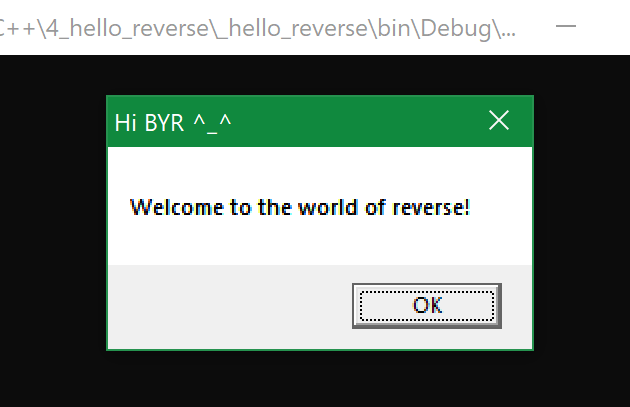 C++\4_hello_reverse\_hello_reverse\bin\Debug\...
Hi BYR ^_^
Welcome to the world of reverse!
OK